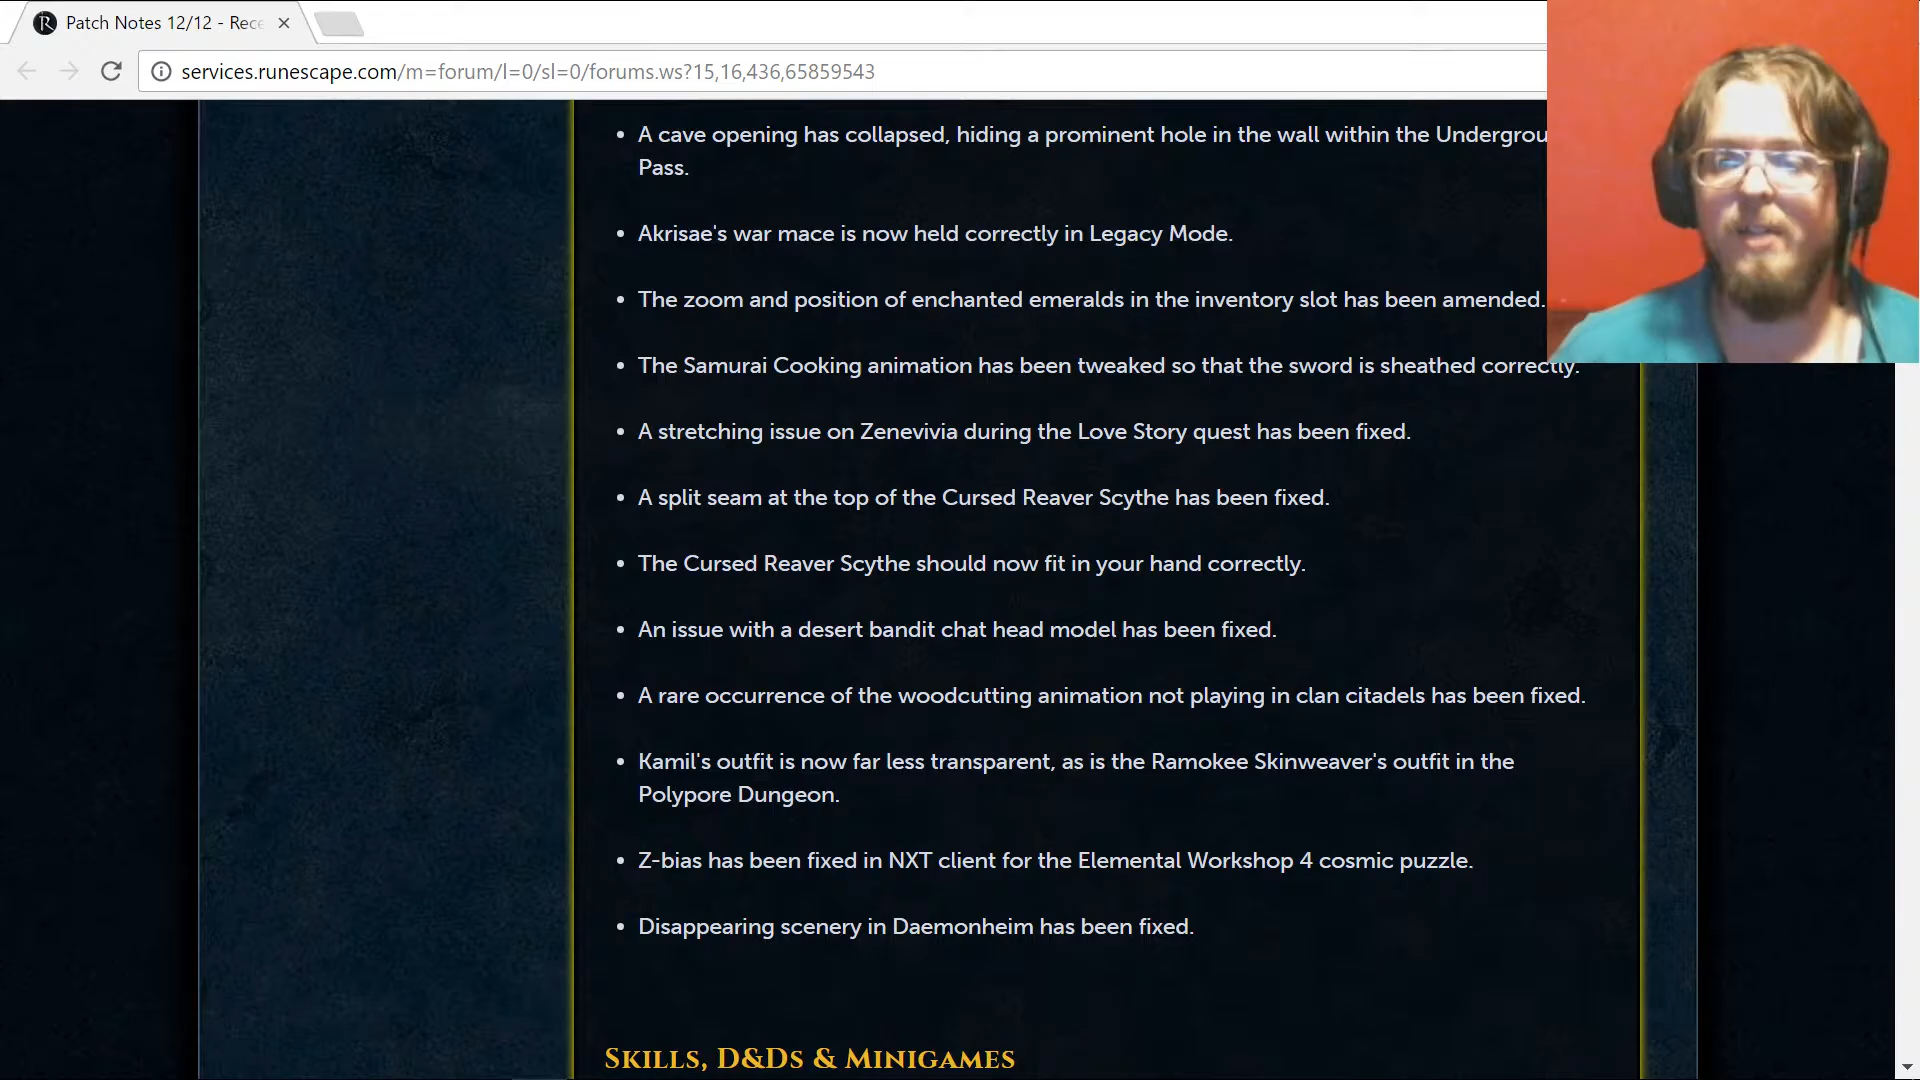 Patch Notes 12/12 - Rece
services.runescape.com/m=forum/l=0/sl=0/forums.ws?15,16,436,65859543
• A cave opening has collapsed, hiding a prominent hole in the wall within the Undergrou
Pass.
• Akrisae's war mace is now held correctly in Legacy Mode.
• The zoom and position of enchanted emeralds in the inventory slot has been amended.
• The Samurai Cooking animation has been tweaked so that the sword is sheathed correctly.
• A stretching issue on Zenevivia during the Love Story quest has been fixed.
• A split seam at the top of the Cursed Reaver Scythe has been fixed.
• The Cursed Reaver Scythe should now fit in your hand correctly.
• An issue with a desert bandit chat head model has been fixed.
• A rare occurrence of the woodcutting animation not playing in clan citadels has been fixed.
• Kamil's outfit is now far less transparent, as is the Ramokee Skinweaver's outfit in the
Polypore Dungeon.
• Z-bias has been fixed in NXT client for the Elemental Workshop 4 cosmic puzzle.
• Disappearing scenery in Daemonheim has been fixed.
Skills, D&Ds & Minigames